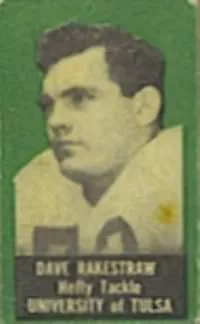 DAVE RAKESTRAW
Hefty Tackle
UNIVERSITY of TULSA